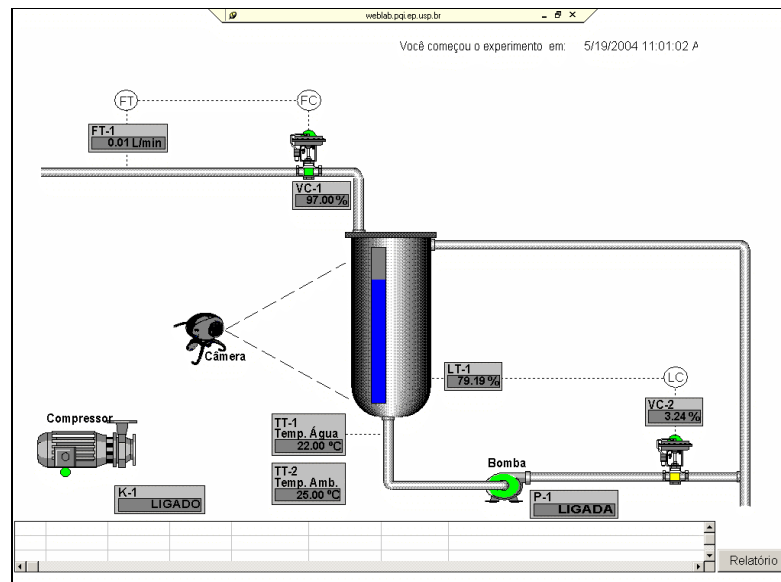 weblab.pqi.ep.usp.br
Você começou o experimento em: 5/19/2004 11:01:02 A
FT
FC
FT-1
0.01 L/min
VC-1
97.00 %
Câmera
LT-1
79.19 %
LC
VC-2
3.24 %
Compressor
TT-1
Temp. Água
22.00 ºC
TT-2
Temp. Amb.
25.00 ºC
Bomba
K-1
LIGADO
P-1
LIGADA
Relatório